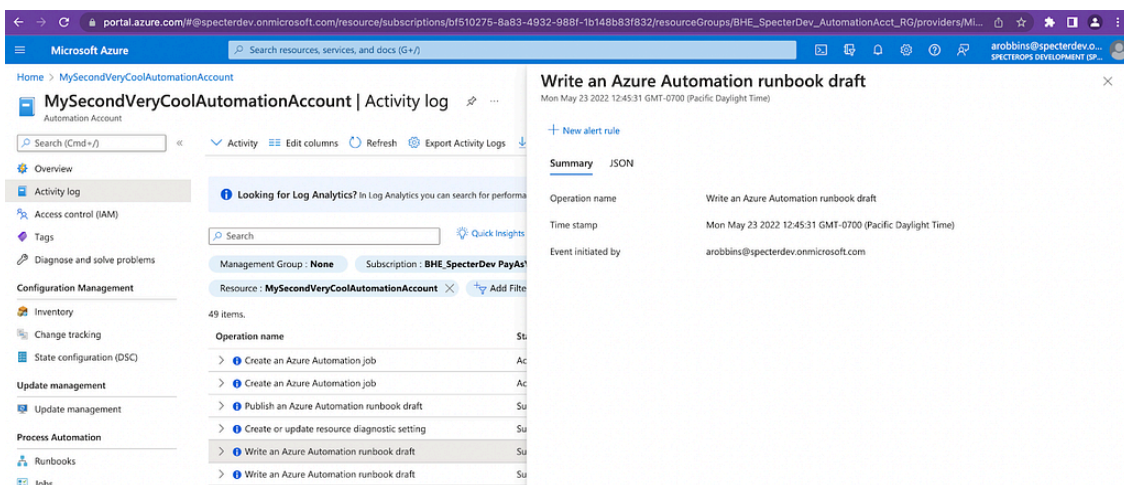 portal.azure.com/#@specterdev.onmicrosoft.com/resource/subscriptions/bf510275-8a83-4932-988f-1b148b83f832/resourceGroups/BHE_SpecterDev_AutomationAcct_RG/providers/Mi...
Microsoft Azure
Search resources, services, and docs (G+/)
arobbins@specterdev.o...
SPECTEROPS DEVELOPMENT (SP...
Home > MySecondVeryCoolAutomationAccount
MySecondVeryCoolAutomationAccount | Activity log
Automation Account
Search (Cmd+/)
Overview
Activity log
Access control (IAM)
Tags
Diagnose and solve problems
Configuration Management
Inventory
Change tracking
State configuration (DSC)
Update management
Update management
Process Automation
Runbooks
Jobs
Activity
Edit columns
Refresh
Export Activity Logs
Looking for Log Analytics? In Log Analytics you can search for performa
Search
Quick Insights
Management Group : None
Subscription : BHE_SpecterDev PayAsY
Resource : MySecondVeryCoolAutomationAccount
Add Filte
49 items.
Operation name
Sta
Create an Azure Automation job
Ac
Create an Azure Automation job
Ac
Publish an Azure Automation runbook draft
Su
Create or update resource diagnostic setting
Su
Write an Azure Automation runbook draft
Su
Write an Azure Automation runbook draft
Su
Write an Azure Automation runbook draft
Mon May 23 2022 12:45:31 GMT-0700 (Pacific Daylight Time)
New alert rule
Summary
JSON
Operation name
Write an Azure Automation runbook draft
Time stamp
Mon May 23 2022 12:45:31 GMT-0700 (Pacific Daylight Time)
Event initiated by
arobbins@specterdev.onmicrosoft.com